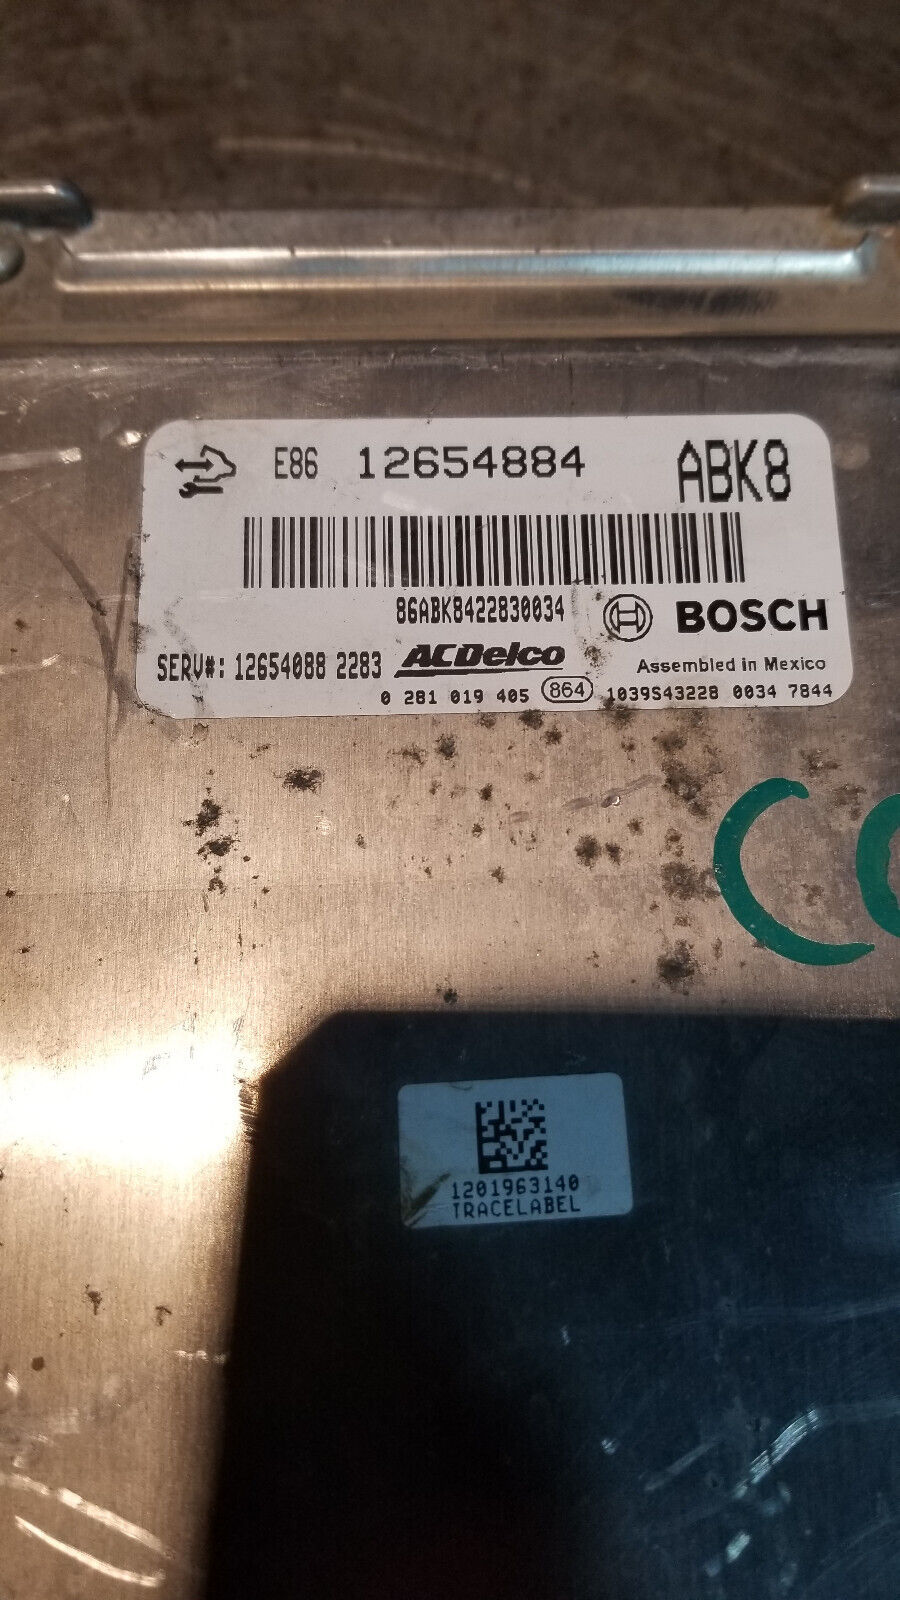 E86 12654884 ABK8
86ABK8422830034
BOSCH
SERV#: 12654088 2283 ACDelco Assembled in Mexico
0 281 019 405 864 1039S43228 0034 7844
1201963140
TRACELABEL